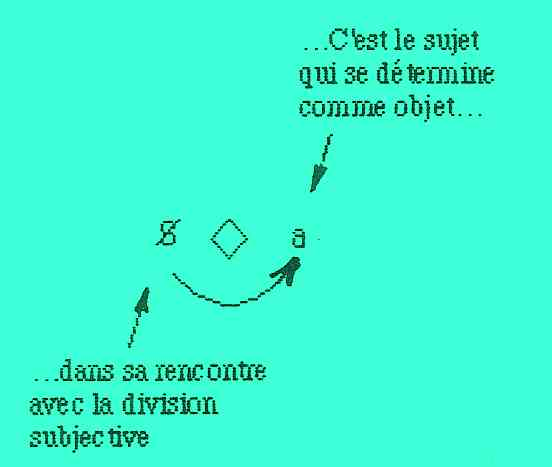 ...C'est le sujet
qui se détermine
comme objet...
$ ◇ a
...dans sa rencontre
avec la division
subjective